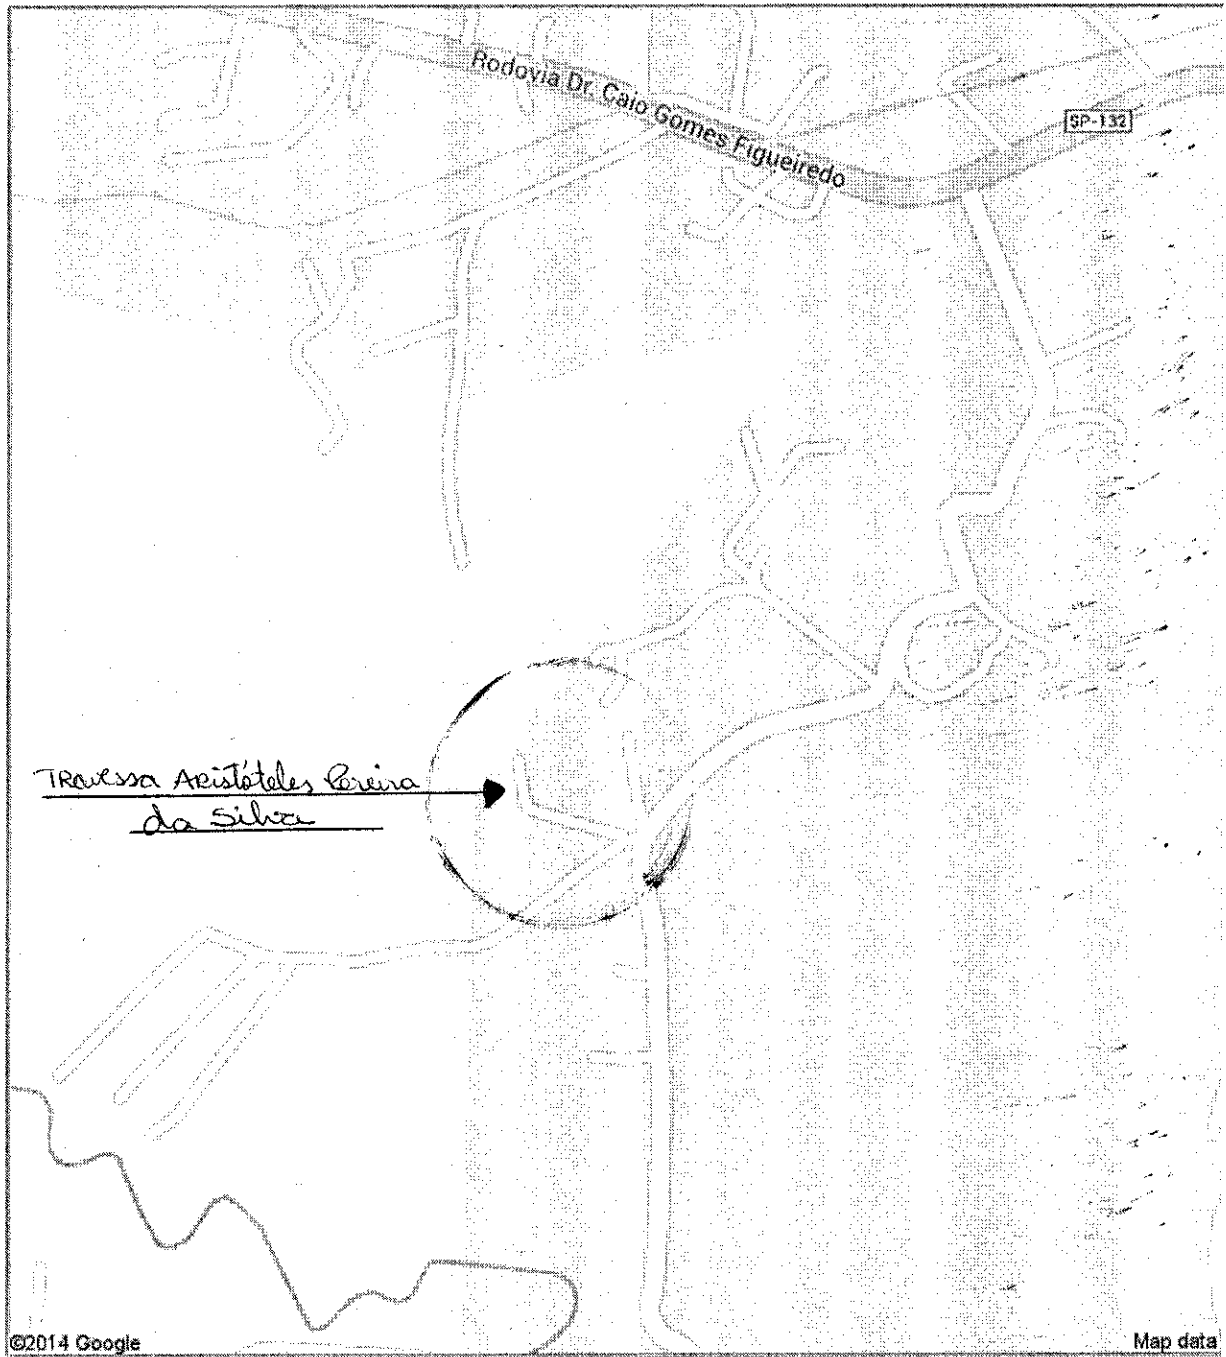 Rodovia Dr. Caio Gomes Figueiredo
SP-132
Travessa Aristóteles Pereira
da Silva
©2014 Google
Map data